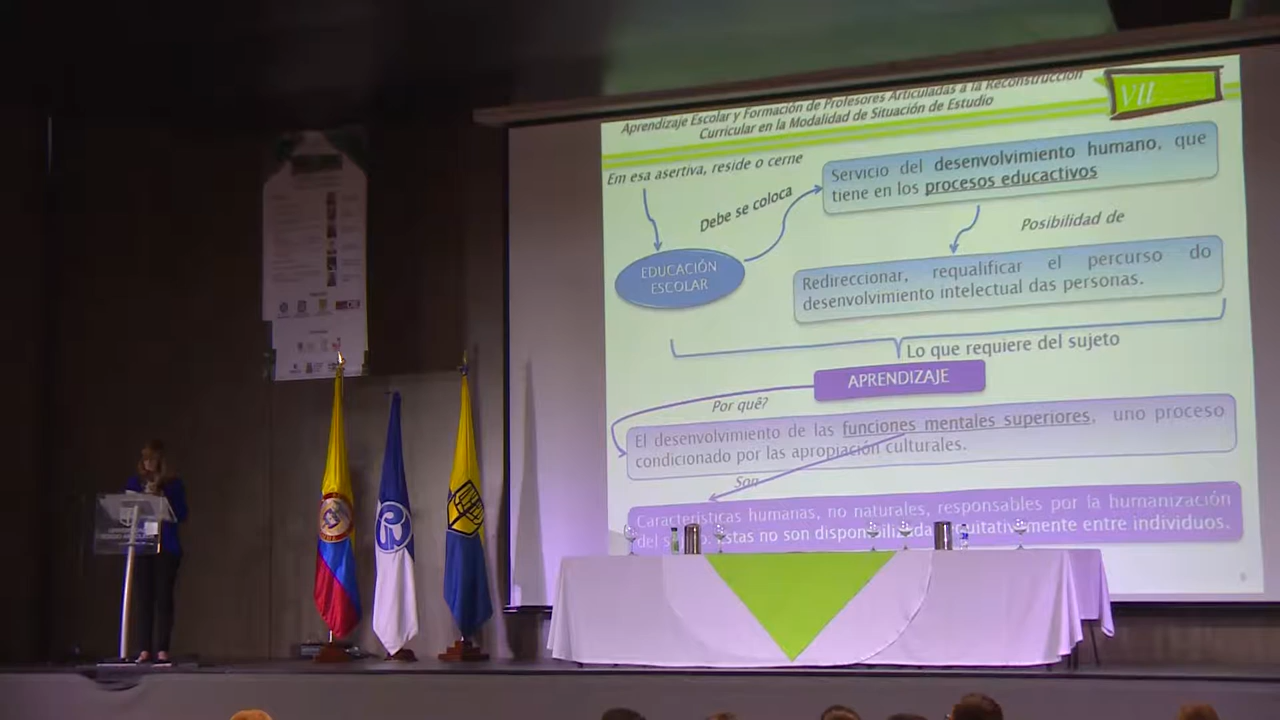 Aprendizaje Escolar y Formación de Profesores Articuladas a la Reconstrucción
Curricular en la Modalidad de Situación de Estudio
VII
Em esa asertiva, reside o cerne
Debe se coloca
Servicio del desenvolvimiento humano, que
tiene en los procesos educactivos
EDUCACIÓN
ESCOLAR
Posibilidad de
Redireccionar, requalificar el percurso do
desenvolvimiento intelectual das personas.
Lo que requiere del sujeto
APRENDIZAJE
Por quê?
El desenvolvimiento de las funciones mentales superiores, uno proceso
condicionado por las apropiación culturales.
Son
Características humanas, no naturales, responsables por la humanización
del Estas no son entre individuos.